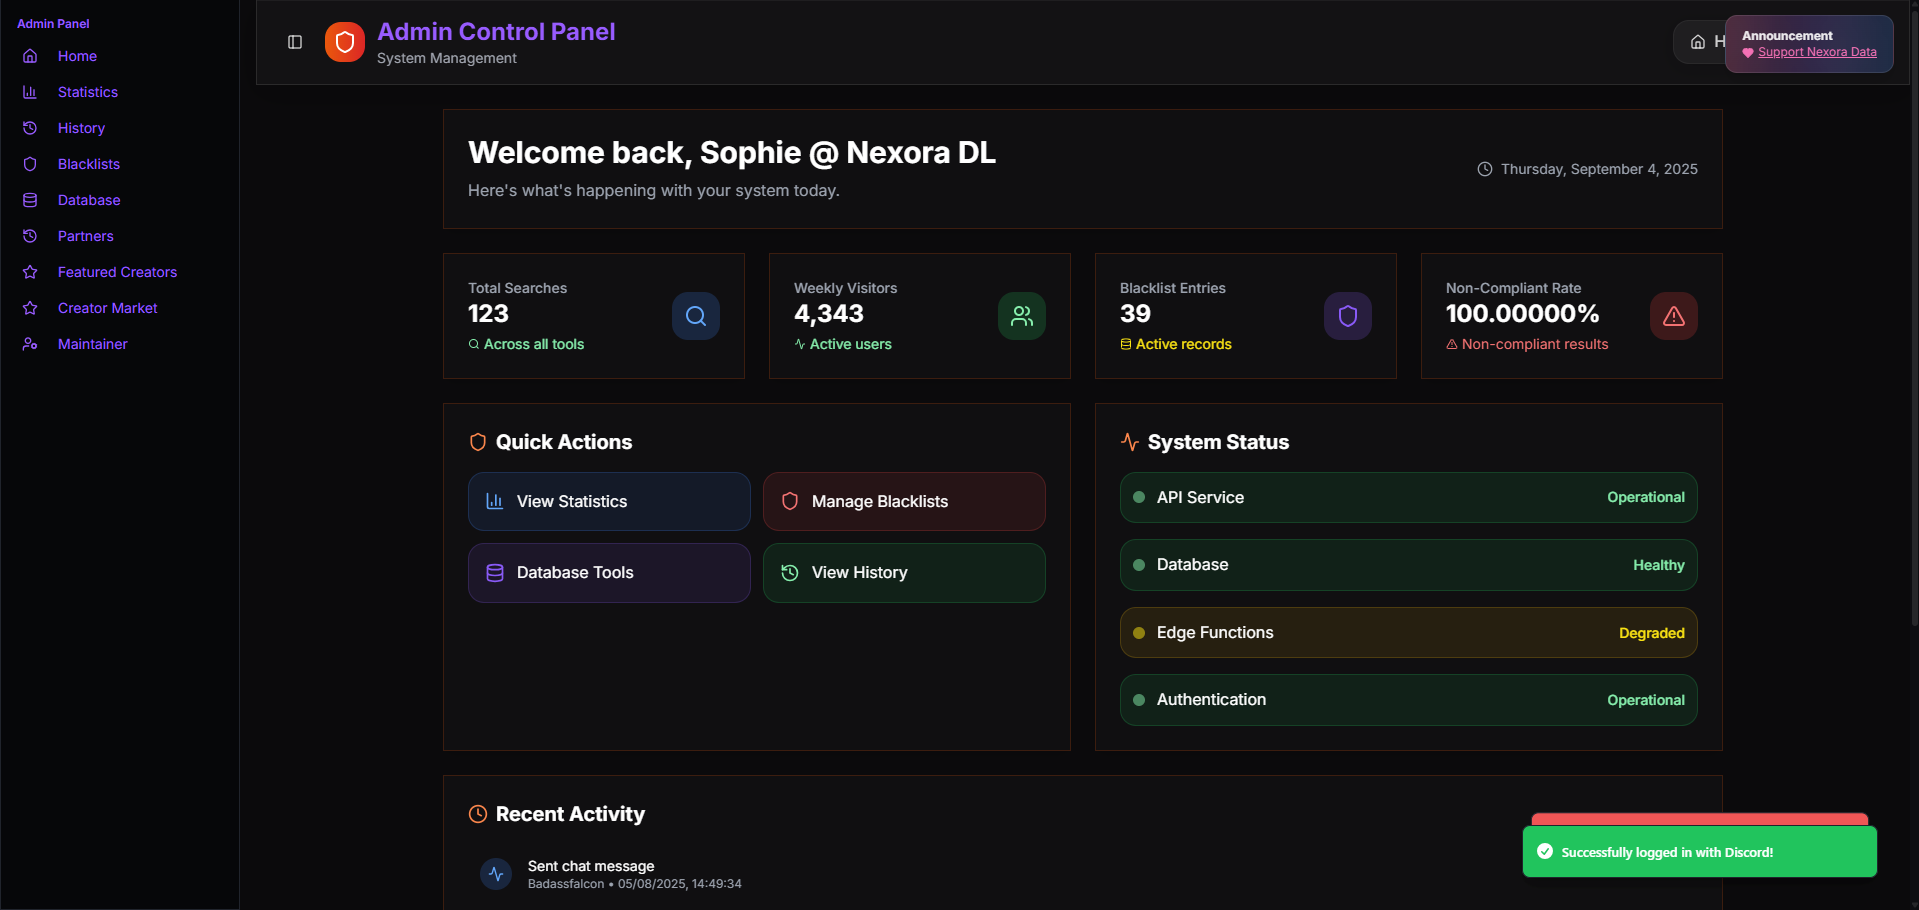 Admin Panel
Home
Statistics
History
Blacklists
Database
Partners
Featured Creators
Creator Market
Maintainer
Admin Control Panel
System Management
H
Announcement
Support Nexora Data
Welcome back, Sophie @ Nexora DL
Here's what's happening with your system today.
Thursday, September 4, 2025
Total Searches
123
Across all tools
Weekly Visitors
4,343
Active users
Blacklist Entries
39
Active records
Non-Compliant Rate
100.00000%
Non-compliant results
Quick Actions
View Statistics
Manage Blacklists
Database Tools
View History
System Status
API Service
Operational
Database
Healthy
Edge Functions
Degraded
Authentication
Operational
Recent Activity
Sent chat message
Badassfalcon • 05/08/2025, 14:49:34
Successfully logged in with Discord!